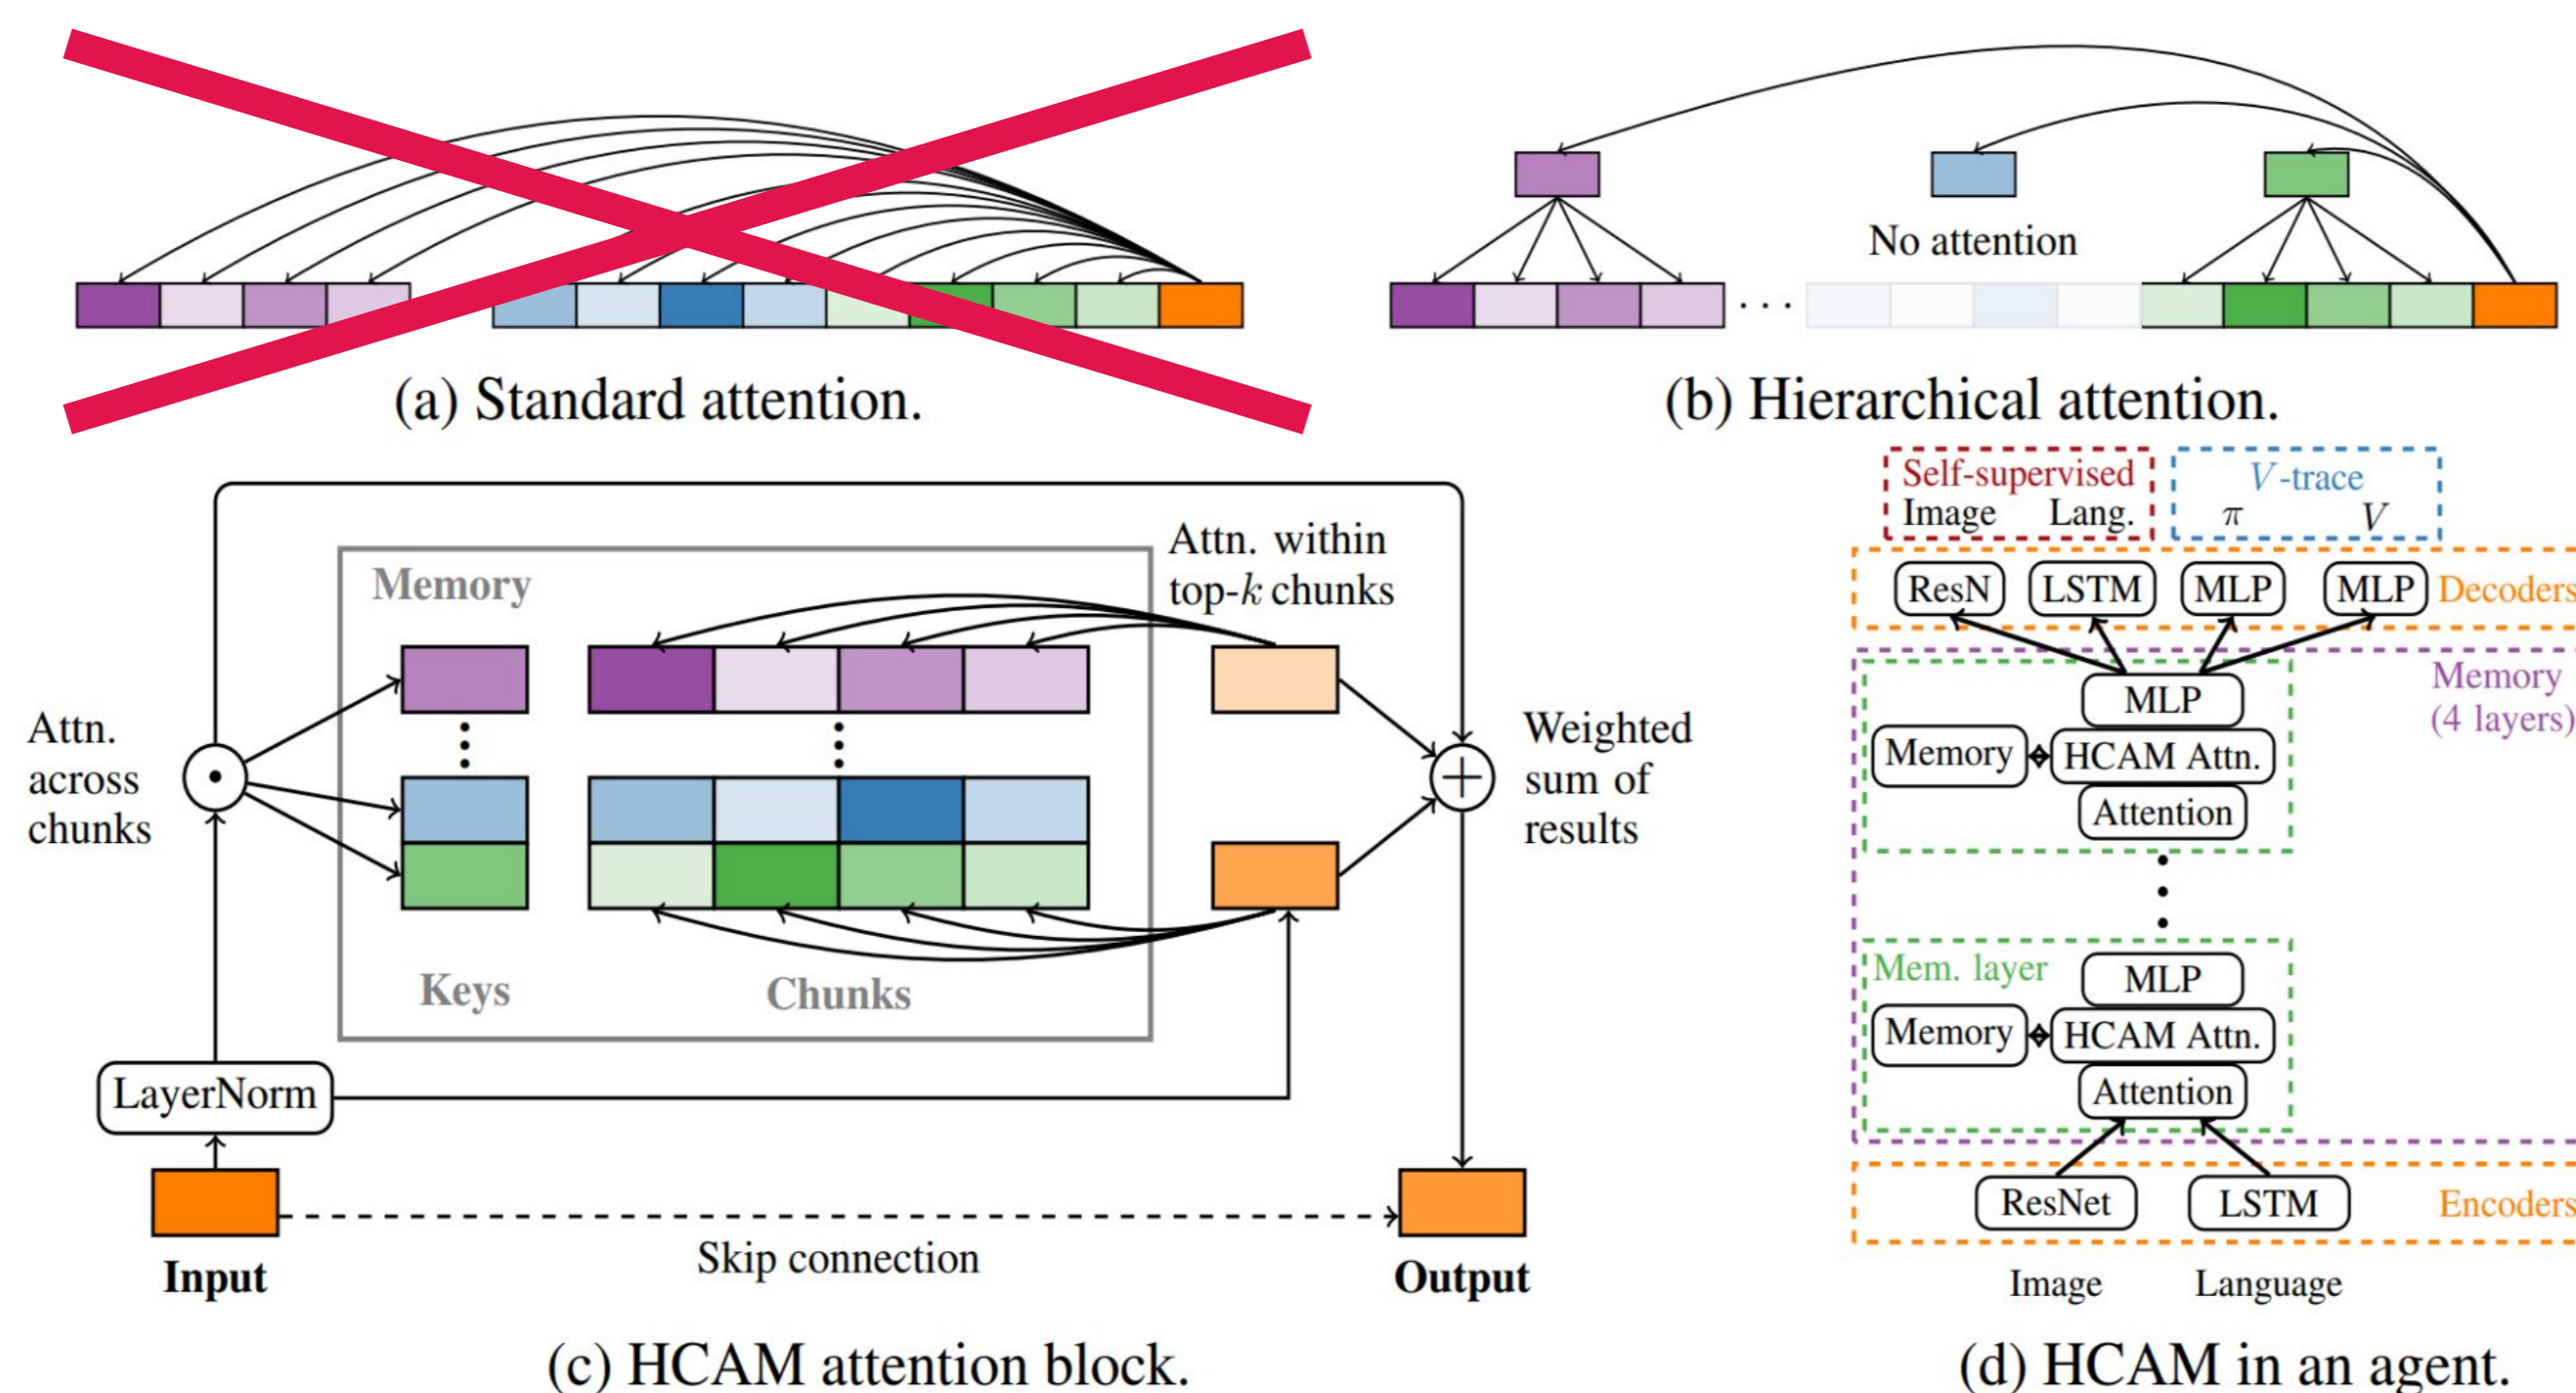 No attention
. . .
(a) Standard attention.
(b) Hierarchical attention.
Memory
Attn. within
top-k chunks
Attn.
across
chunks
Weighted
sum of
results
Keys
Chunks
LayerNorm
Skip connection
Input
Output
(c) HCAM attention block.
Self-supervised
Image Lang.
V-trace
π V
ResN LSTM MLP MLP Decoders
Memory
(4 layers)
MLP
Memory HCAM Attn.
Attention
Mem. layer
MLP
Memory HCAM Attn.
Attention
ResNet LSTM Encoders
Image Language
(d) HCAM in an agent.